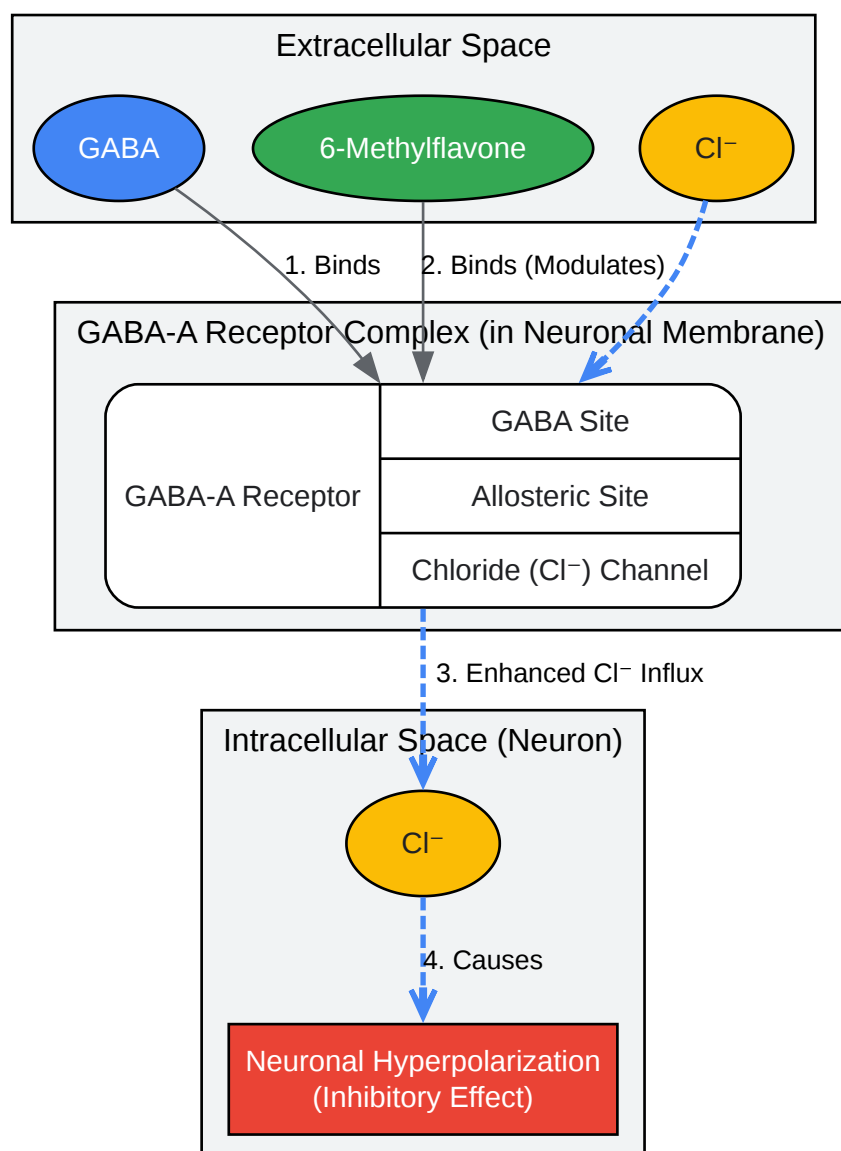 Extracellular Space
GABA
6-Methylflavone
Cl⁻
1. Binds
2. Binds (Modulates)
GABA-A Receptor Complex (in Neuronal Membrane)
GABA-A Receptor
GABA Site
Allosteric Site
Chloride (Cl⁻) Channel
3. Enhanced Cl⁻ Influx
Intracellular Space (Neuron)
Cl⁻
4. Causes
Neuronal Hyperpolarization
(Inhibitory Effect)